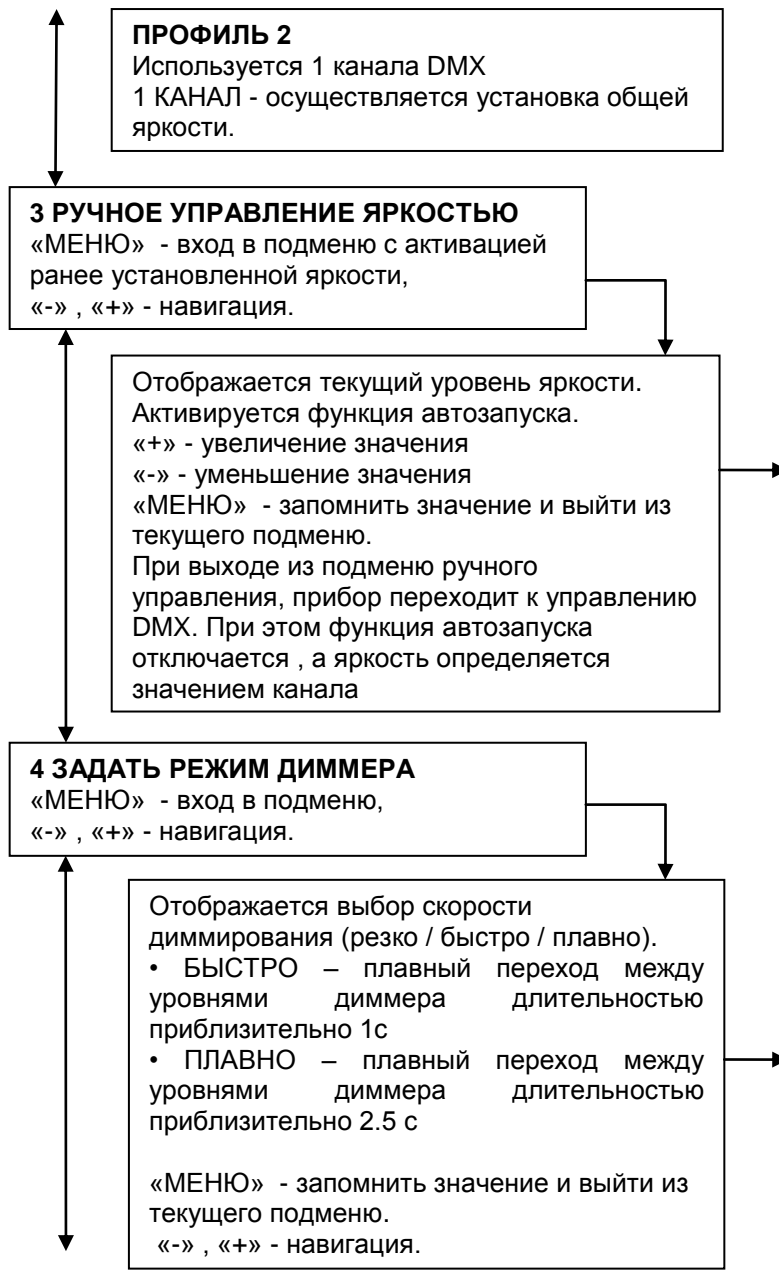 ПРОФИЛЬ 2
Используется 1 канала DMX
1 КАНАЛ - осуществляется установка общей
яркости.
3 РУЧНОЕ УПРАВЛЕНИЕ ЯРКОСТЬЮ
«МЕНЮ» - вход в подменю с активацией
ранее установленной яркости,
«-» , «+» - навигация.
Отображается текущий уровень яркости.
Активируется функция автозапуска.
«+» - увеличение значения
«-» - уменьшение значения
«МЕНЮ» - запомнить значение и выйти из
текущего подменю.
При выходе из подменю ручного
управления, прибор переходит к управлению
DMX. При этом функция автозапуска
отключается , а яркость определяется
значением канала
4 ЗАДАТЬ РЕЖИМ ДИММЕРА
«МЕНЮ» - вход в подменю,
«-» , «+» - навигация.
Отображается выбор скорости
диммирования (резко / быстро / плавно).
• БЫСТРО – плавный переход между
уровнями диммера длительностью
приблизительно 1с
• ПЛАВНО – плавный переход между
уровнями диммера длительностью
приблизительно 2.5 с
«МЕНЮ» - запомнить значение и выйти из
текущего подменю.
«-» , «+» - навигация.